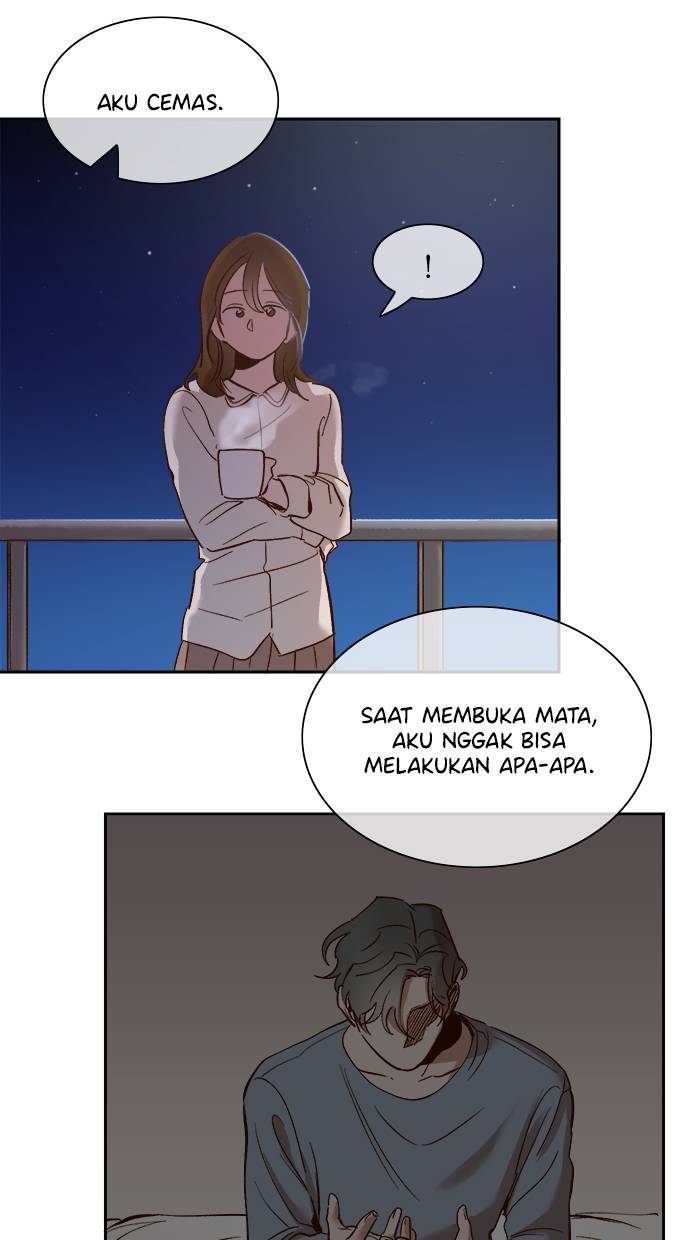 AKU CEMAS.
!
SAAT MEMBUKA MATA,
AKU NGGAK BISA
MELAKUKAN APA-APA.